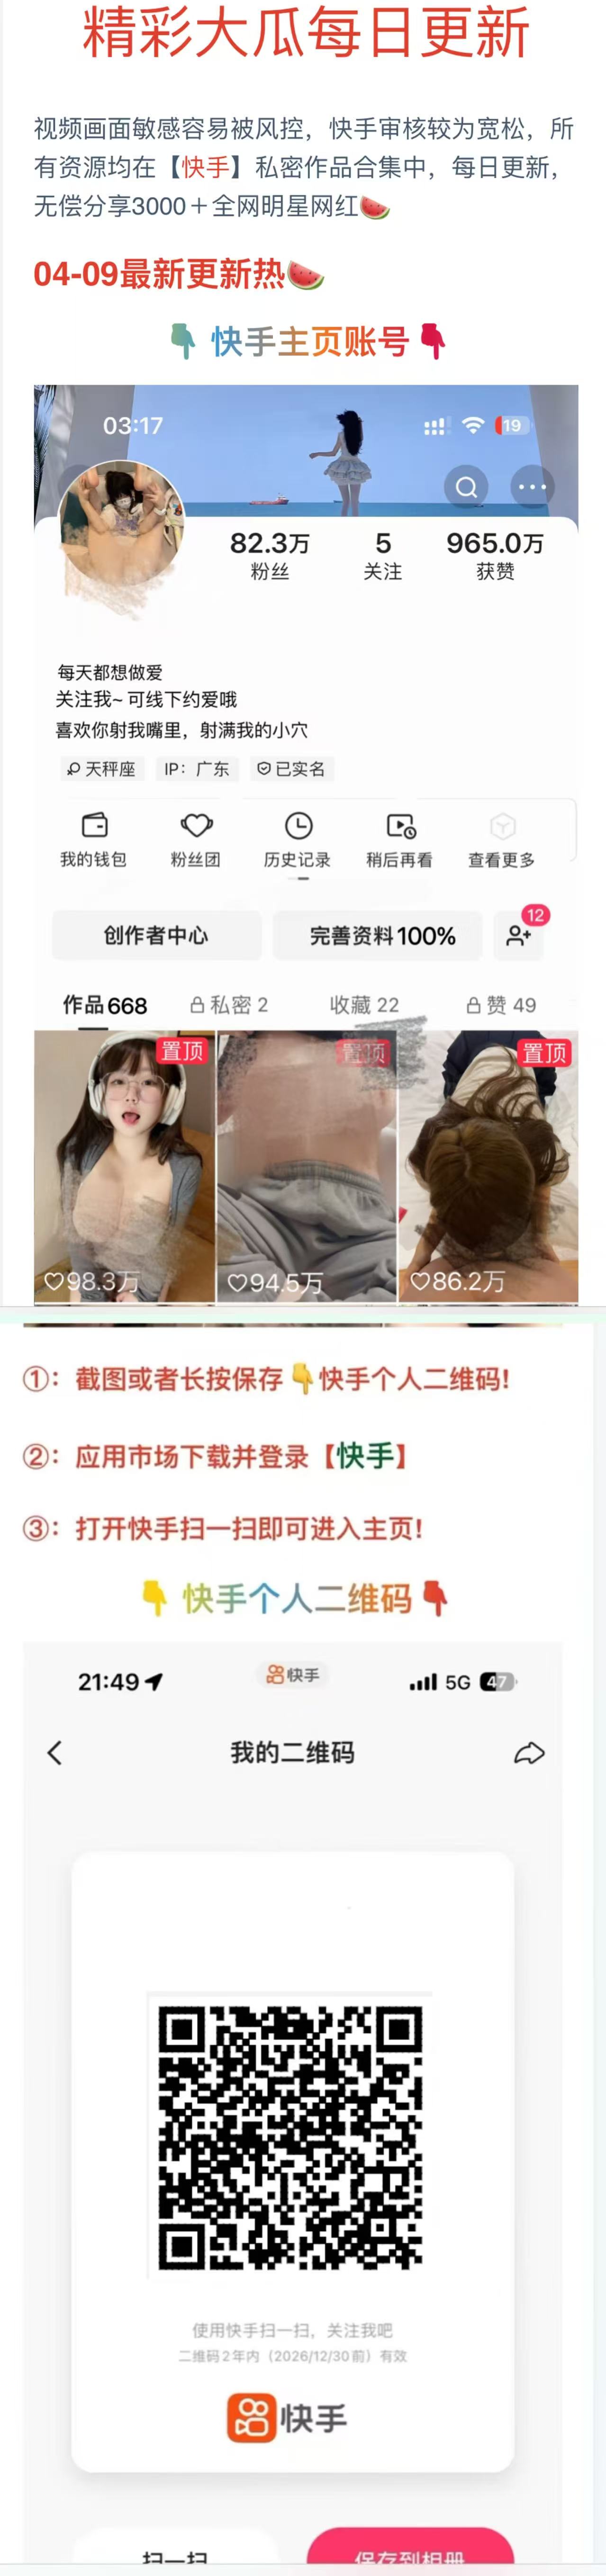 精彩大瓜每日更新
视频画面敏感容易被风控，快手审核较为宽松，所
有资源均在【快手】私密作品合集中，每日更新，
无偿分享3000＋全网明星网红🍉
04-09最新更新热🍉
👇 快手主页账号 👇
03:17
19
82.3万
5
965.0万
粉丝
关注
获赞
每天都想做爱
关注我~ 可线下约爱哦
喜欢你射我嘴里，射满我的小穴
天秤座
IP：广东
已实名
我的钱包
粉丝团
历史记录
稍后再看
查看更多
创作者中心
完善资料 100%
12
作品 668
私密 2
收藏 22
赞 49
置顶
置顶
置顶
98.3万
94.5万
86.2万
①：截图或者长按保存👇快手个人二维码!
②：应用市场下载并登录【快手】
③：打开快手扫一扫即可进入主页!
👇 快手个人二维码 👇
21:49
快手
5G
47
我的二维码
使用快手扫一扫，关注我吧
二维码2年内（2026/12/30前）有效
快手
扫一扫
保存到相册